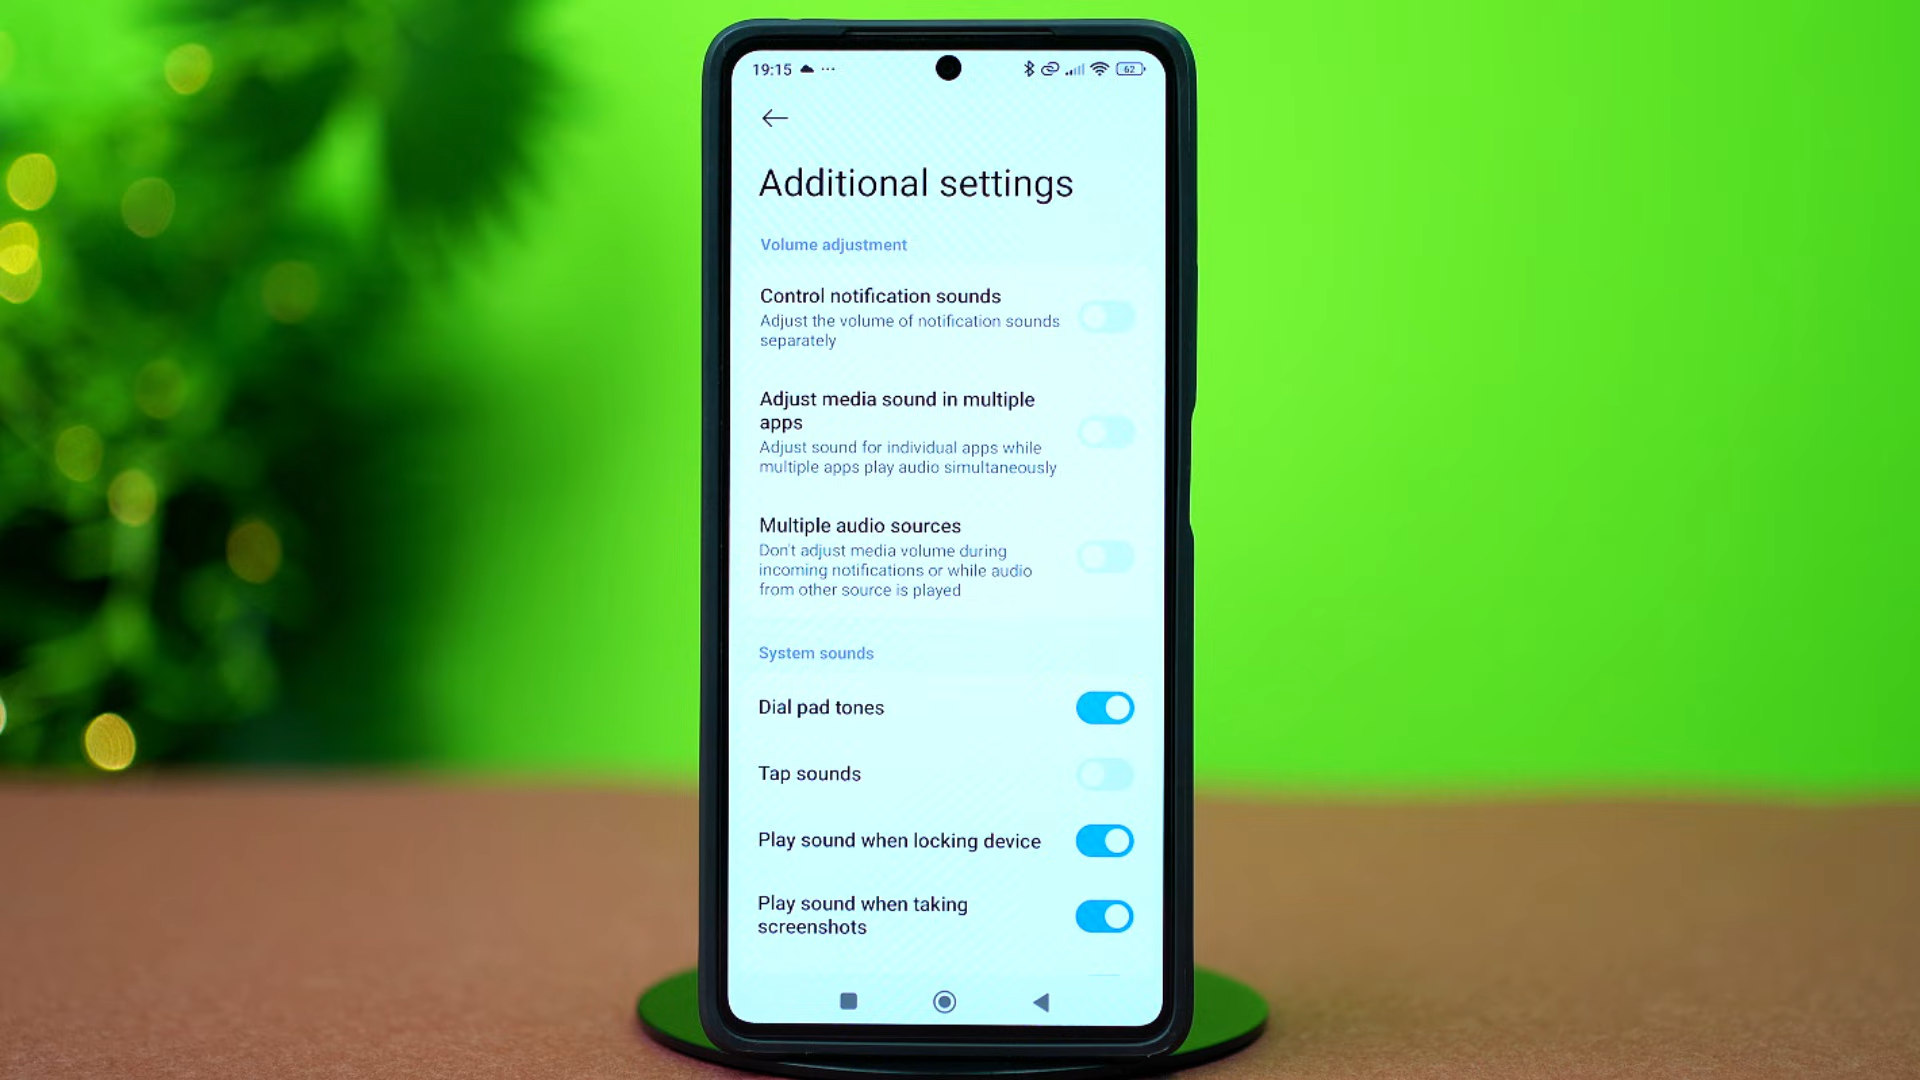 19:15
62
Additional settings
Volume adjustment
Control notification sounds
Adjust the volume of notification sounds
separately
Adjust media sound in multiple
apps
Adjust sound for individual apps while
multiple apps play audio simultaneously
Multiple audio sources
Don't adjust media volume during
incoming notifications or while audio
from other source is played
System sounds
Dial pad tones
Tap sounds
Play sound when locking device
Play sound when taking
screenshots